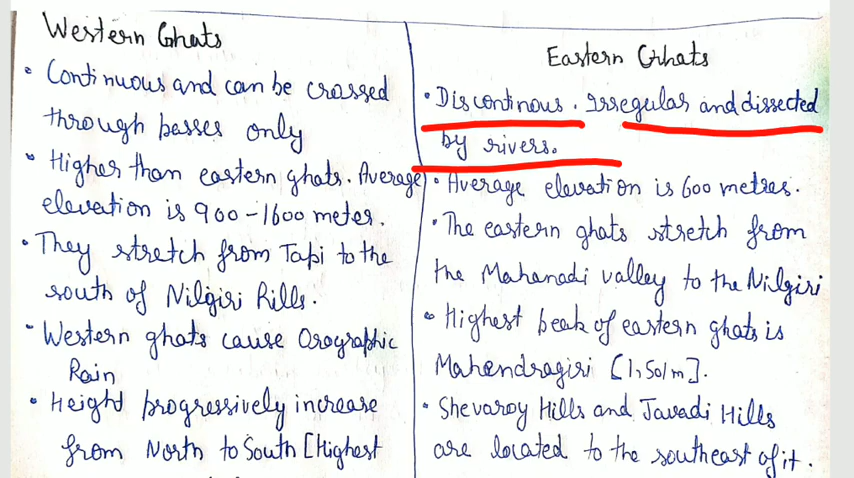 Western Ghats
• Continuous and can be crossed
through passes only
• Higher than eastern ghats. Average
elevation is 900-1600 meter.
• They stretch from Tapi to the
south of Nilgiri Hills.
- Western ghats cause Orographic
Rain
• Height progressively increase
from North to South [Highest
Eastern Ghats
• Discontinous. Irregular and dissected
by rivers.
• Average elevation is 600 metres.
• The eastern ghats stretch from
the Mahanadi valley to the Nilgiri
• Highest peak of eastern ghats is
Mahendragiri [1,501m].
• Shevaroy Hills and Javadi Hills
are located to the southeast of it.